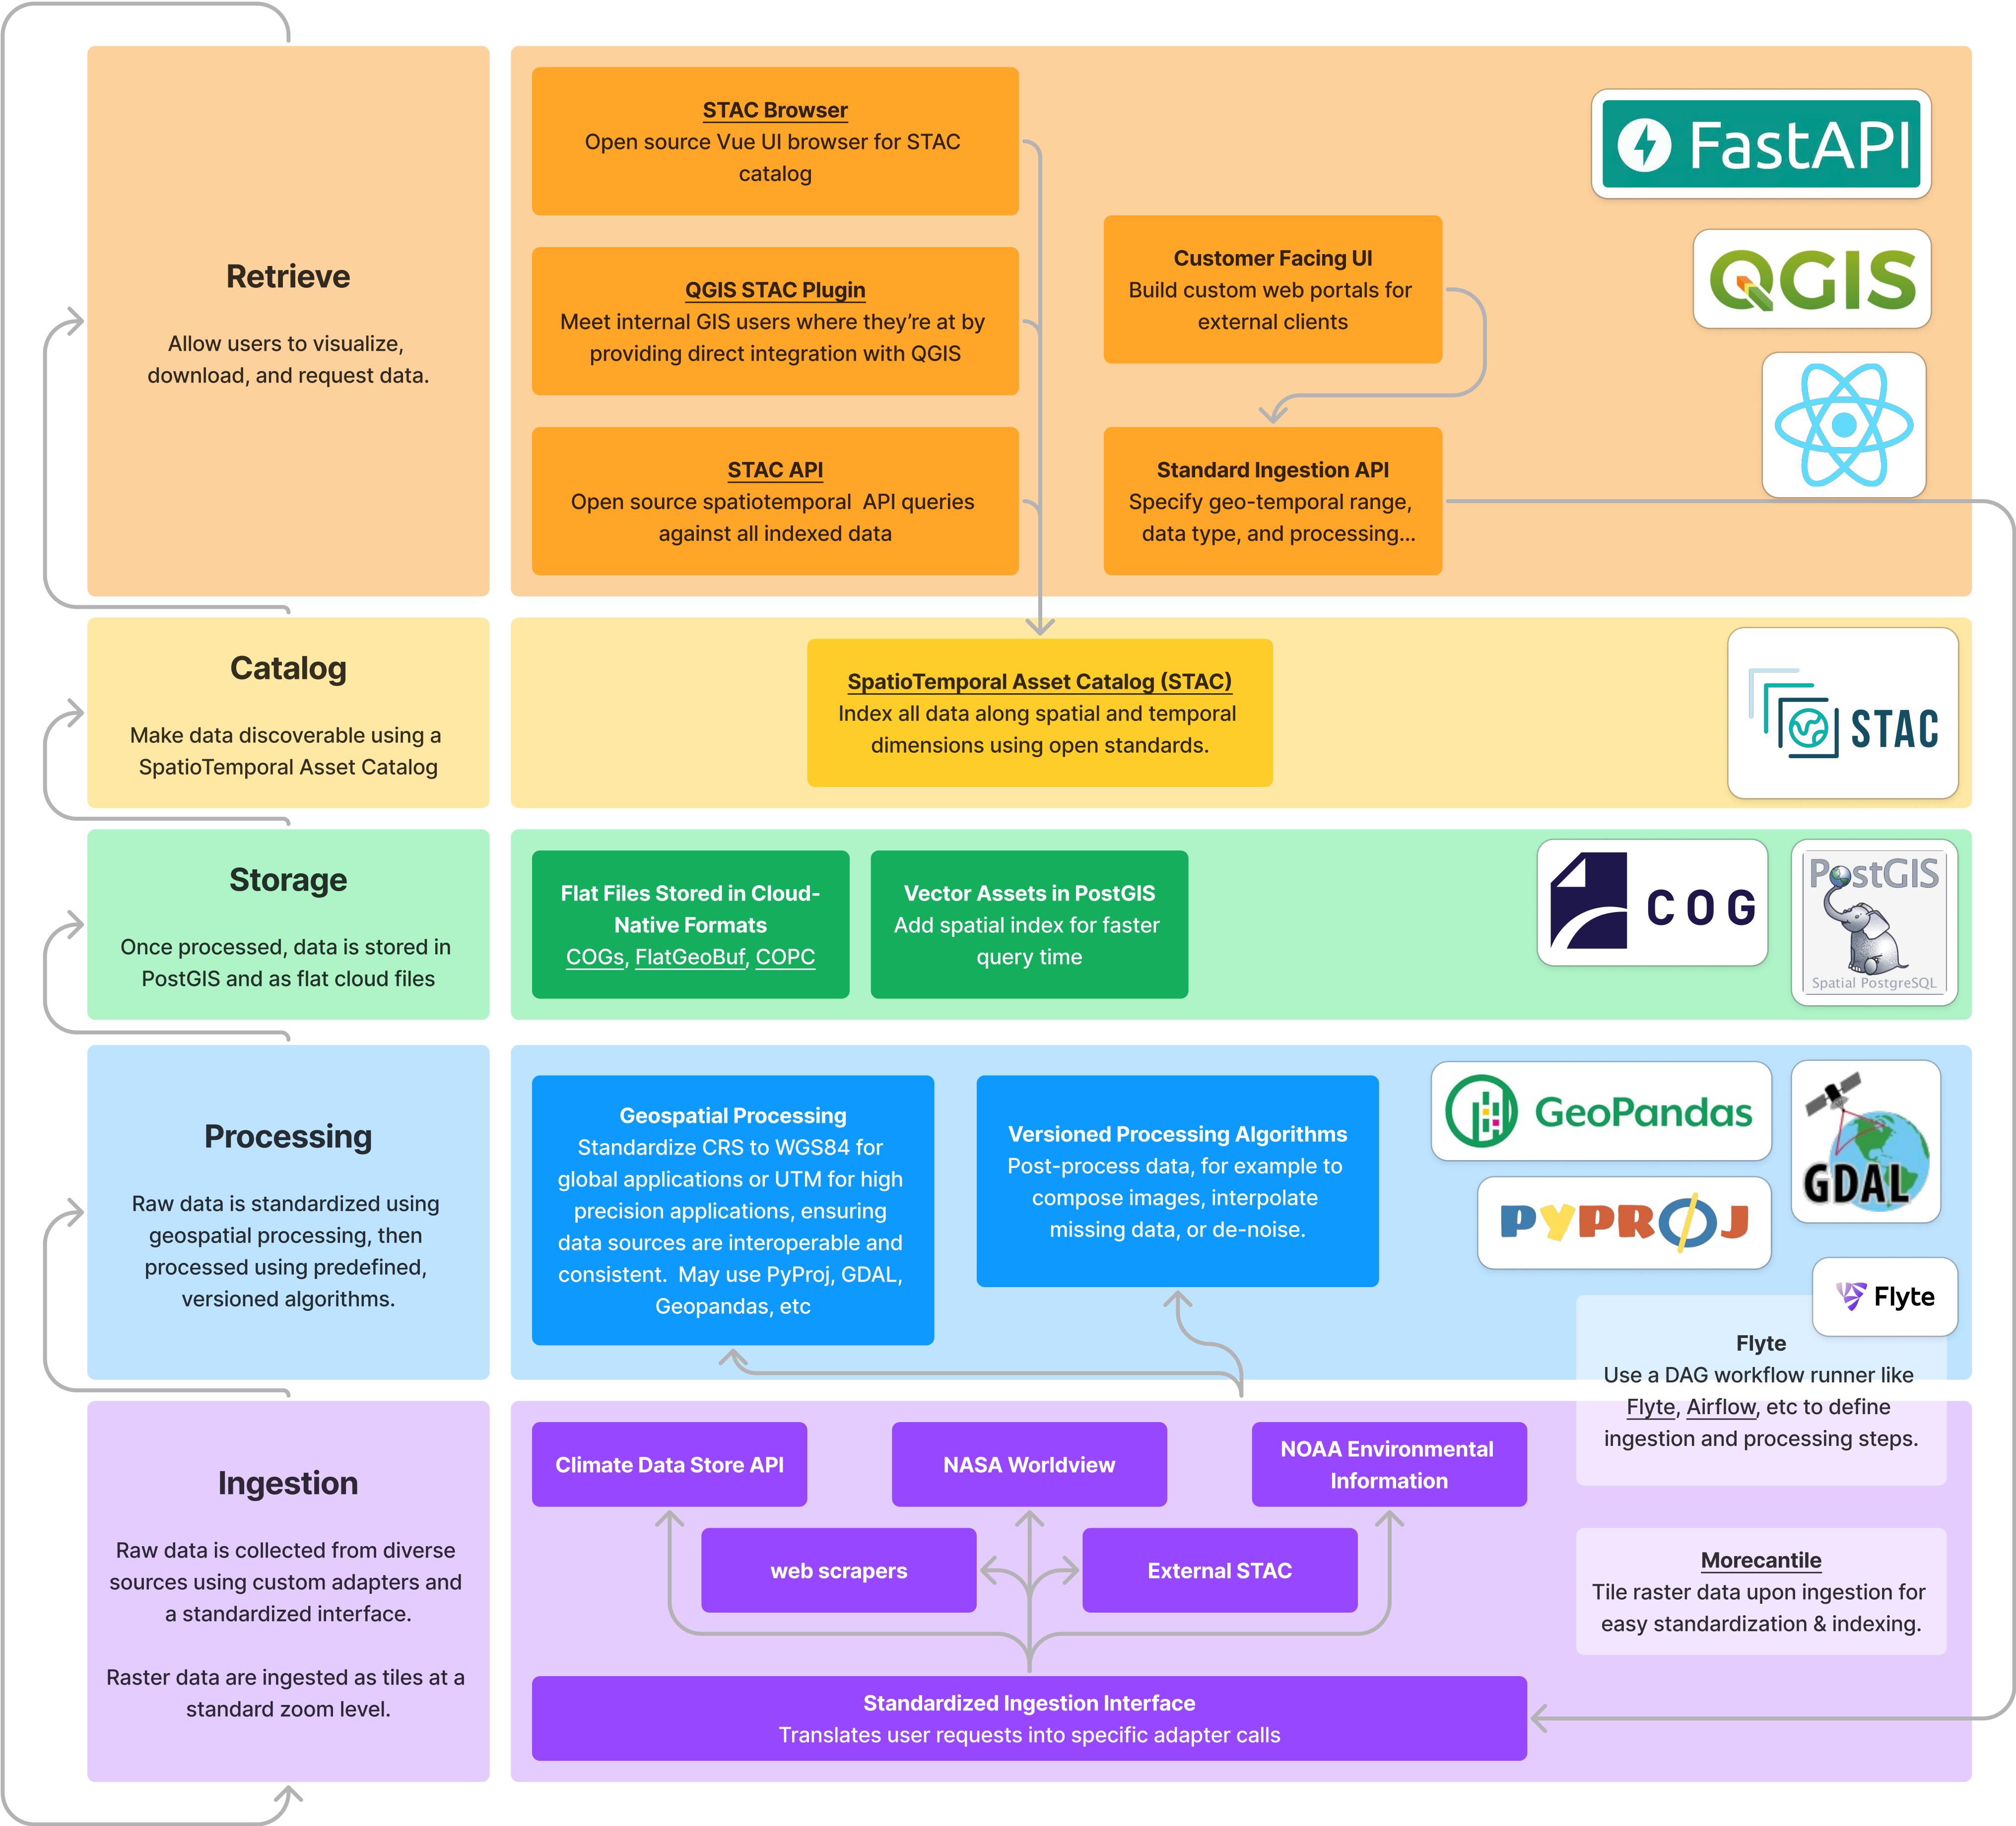 Retrieve
Allow users to visualize,
download, and request data.
STAC Browser
Open source Vue UI browser for STAC
catalog
QGIS STAC Plugin
Meet internal GIS users where they’re at by
providing direct integration with QGIS
STAC API
Open source spatiotemporal  API queries
against all indexed data
Customer Facing UI
Build custom web portals for
external clients
Standard Ingestion API
Specify geo-temporal range,
data type, and processing...
FastAPI
QGIS
Catalog
Make data discoverable using a
SpatioTemporal Asset Catalog
SpatioTemporal Asset Catalog (STAC)
Index all data along spatial and temporal
dimensions using open standards.
STAC
Storage
Once processed, data is stored in
PostGIS and as flat cloud files
Flat Files Stored in Cloud-
Native Formats
COGs, FlatGeoBuf, COPC
Vector Assets in PostGIS
Add spatial index for faster
query time
COG
PostGIS
Spatial PostgreSQL
Processing
Raw data is standardized using
geospatial processing, then
processed using predefined,
versioned algorithms.
Geospatial Processing
Standardize CRS to WGS84 for
global applications or UTM for high
precision applications, ensuring
data sources are interoperable and
consistent.  May use PyProj, GDAL,
Geopandas, etc
Versioned Processing Algorithms
Post-process data, for example to
compose images, interpolate
missing data, or de-noise.
GeoPandas
GDAL
PYPROJ
Flyte
Flyte
Use a DAG workflow runner like
Flyte, Airflow, etc to define
ingestion and processing steps.
Ingestion
Raw data is collected from diverse
sources using custom adapters and
a standardized interface.
Raster data are ingested as tiles at a
standard zoom level.
Climate Data Store API
NASA Worldview
NOAA Environmental
Information
web scrapers
External STAC
Morecantile
Tile raster data upon ingestion for
easy standardization & indexing.
Standardized Ingestion Interface
Translates user requests into specific adapter calls